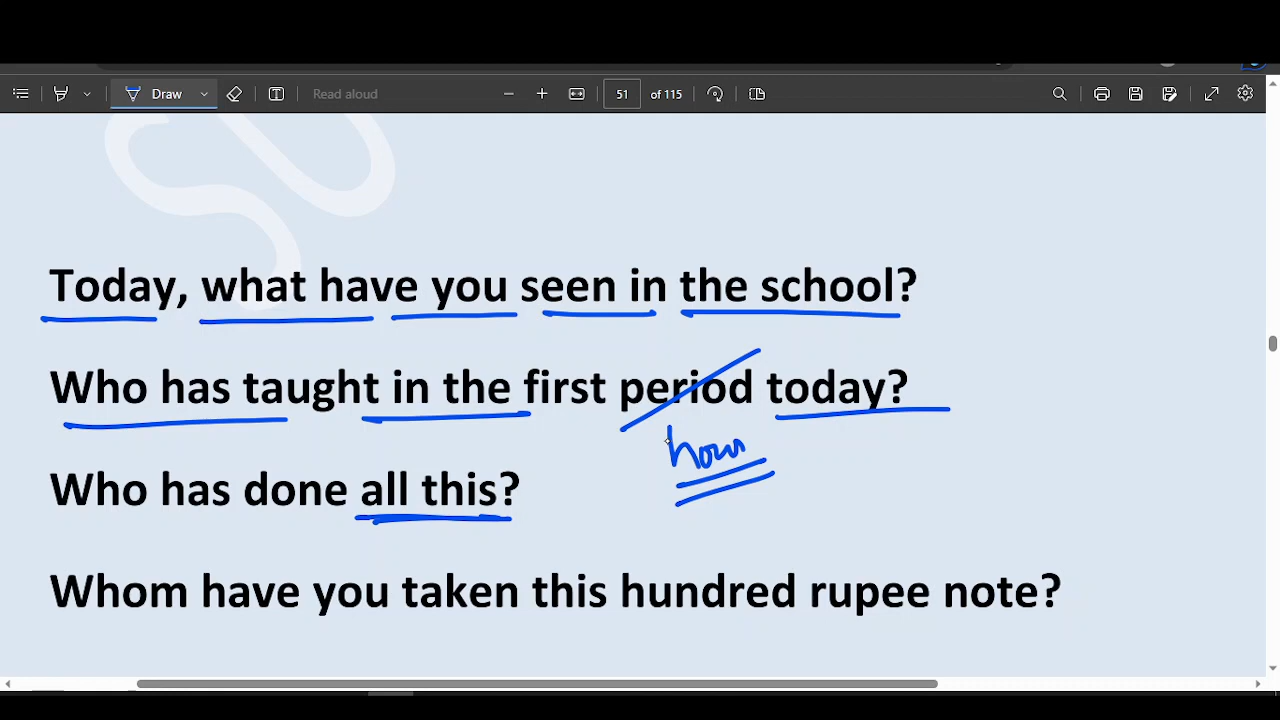 Draw
Read aloud
51 of 115
Today, what have you seen in the school?
Who has taught in the first period today?
hour
Who has done all this?
Whom have you taken this hundred rupee note?